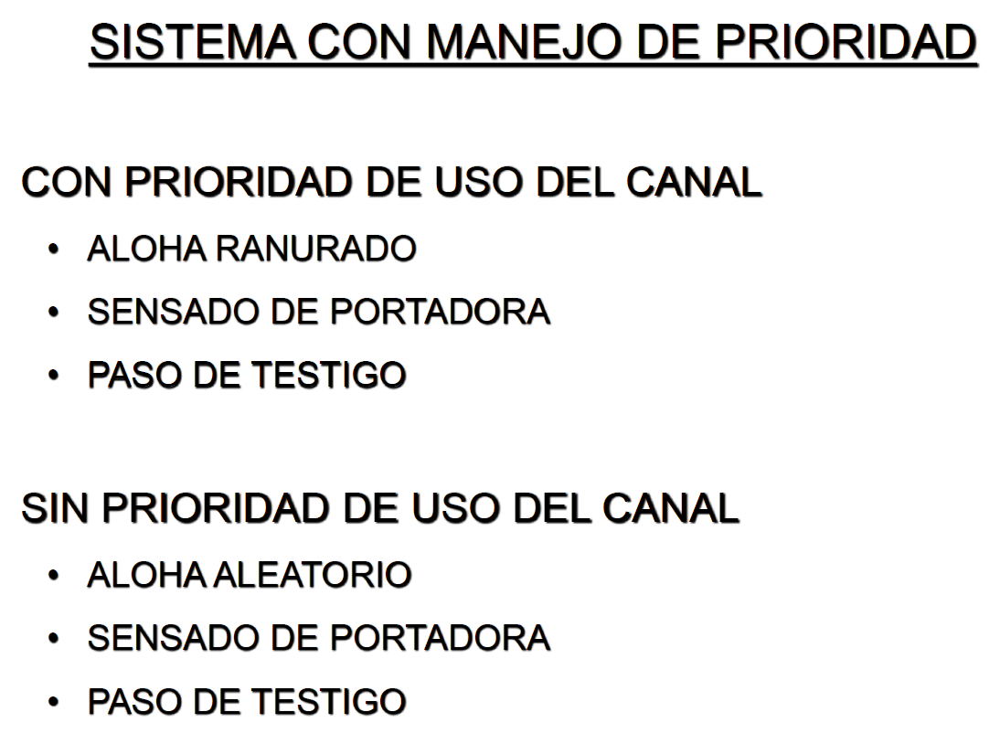 SISTEMA CON MANEJO DE PRIORIDAD
CON PRIORIDAD DE USO DEL CANAL
• ALOHA RANURADO
• SENSADO DE PORTADORA
• PASO DE TESTIGO
SIN PRIORIDAD DE USO DEL CANAL
• ALOHA ALEATORIO
• SENSADO DE PORTADORA
• PASO DE TESTIGO